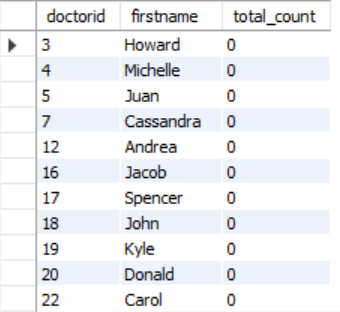 doctorid firstname total_count
3 Howard 0
4 Michelle 0
5 Juan 0
7 Cassandra 0
12 Andrea 0
16 Jacob 0
17 Spencer 0
18 John 0
19 Kyle 0
20 Donald 0
22 Carol 0